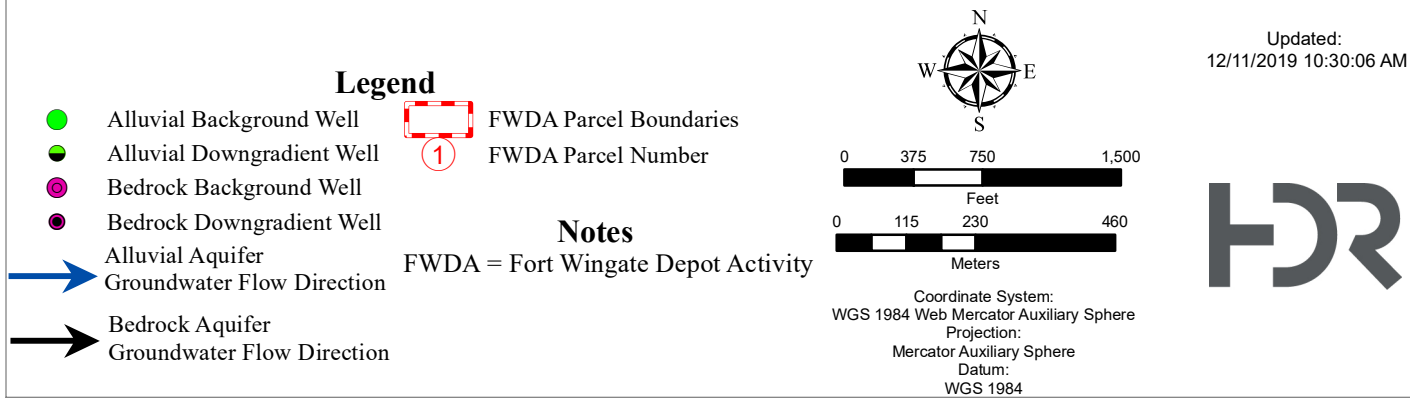 Legend
Alluvial Background Well
Alluvial Downgradient Well
Bedrock Background Well
Bedrock Downgradient Well
Alluvial Aquifer
Groundwater Flow Direction
Bedrock Aquifer
Groundwater Flow Direction
FWDA Parcel Boundaries
1 FWDA Parcel Number
Notes
FWDA = Fort Wingate Depot Activity
N
W E
S
0 375 750 1,500
Feet
0 115 230 460
Meters
Coordinate System:
WGS 1984 Web Mercator Auxiliary Sphere
Projection:
Mercator Auxiliary Sphere
Datum:
WGS 1984
Updated:
12/11/2019 10:30:06 AM
HDR